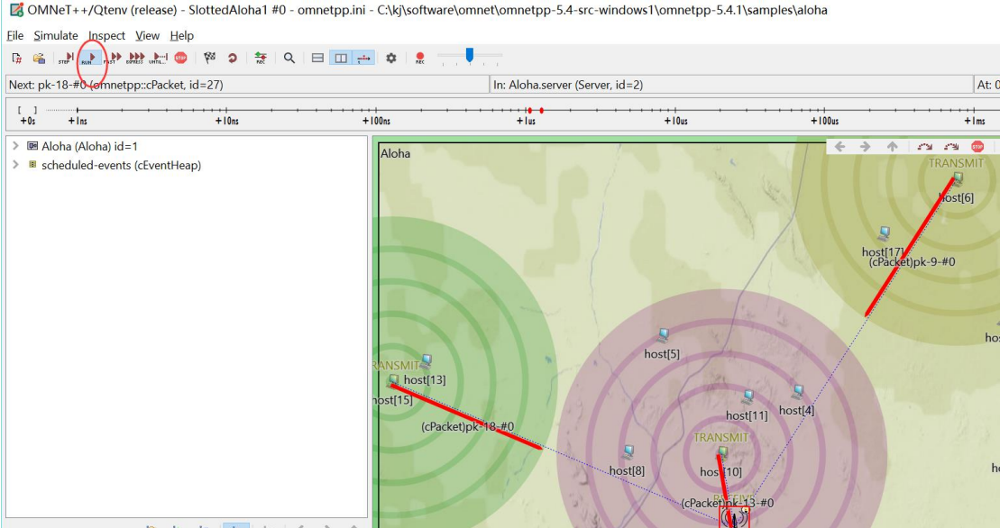 OMNeT++/Qtenv (release) - SlottedAloha1 #0 - omnetpp.ini - C:\kj\software\omnet\omnetpp-5.4-src-windows1\omnetpp-5.4.1\samples\aloha
File Simulate Inspect View Help
STEP RUN FAST EXPRESS UNTIL... STOP REC REC
Next: pk-18-#0 (omnetpp::cPacket, id=27) In: Aloha.server (Server, id=2) At: 0
[ ]
+0s +1ns +10ns +100ns +1us +10us +100us +1ms
Aloha (Aloha) id=1
scheduled-events (cEventHeap)
Aloha
STOP
TRANSMIT
host[6]
host[17]
(cPacket)pk-9-#0
ho
host[5]
RANSMIT
host[13]
host[15]
host[4]
host[11]
(cPacket)pk-18-#0
TRANSMIT
host[8]
host[10]
h
RECEIVE
(cPacket)pk-13-#0